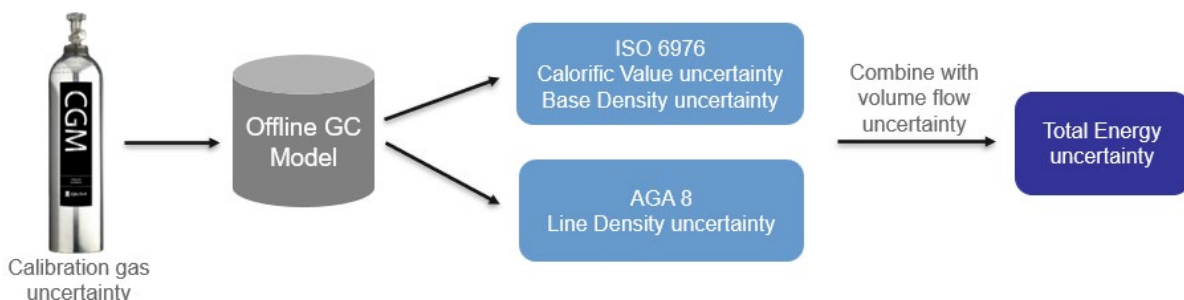 CGM
Calibration gas
uncertainty
Offline GC
Model
ISO 6976
Calorific Value uncertainty
Base Density uncertainty
AGA 8
Line Density uncertainty
Combine with
volume flow
uncertainty
Total Energy
uncertainty